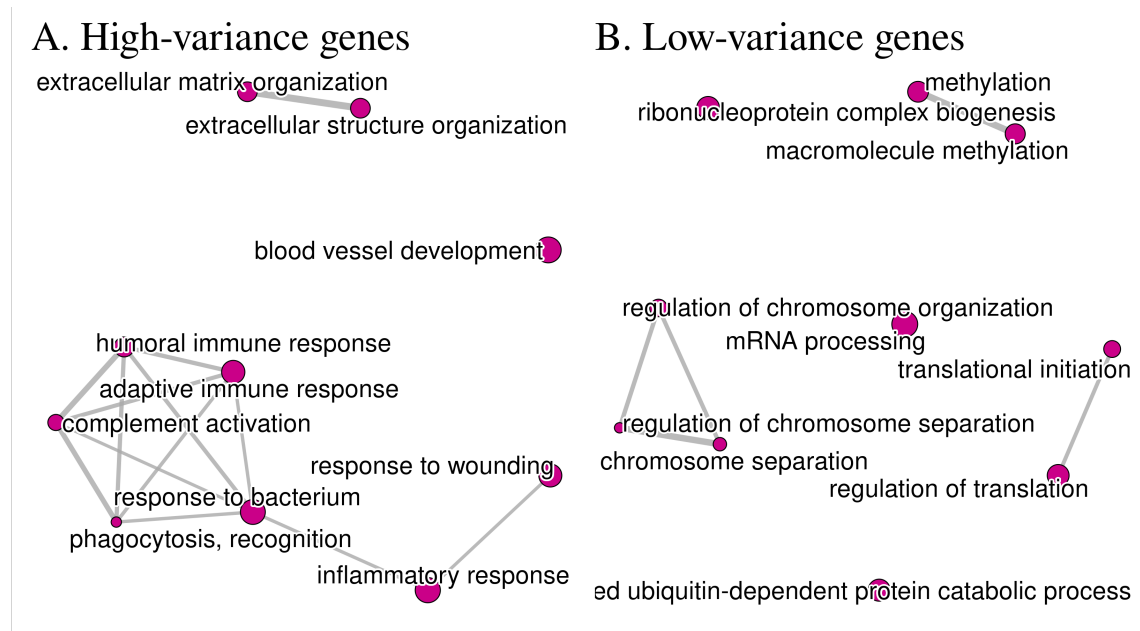 A. High-variance genes
extracellular matrix organization
extracellular structure organization
blood vessel development
humoral immune response
adaptive immune response
complement activation
response to wounding
response to bacterium
phagocytosis, recognition
inflammatory response
B. Low-variance genes
methylation
ribonucleoprotein complex biogenesis
macromolecule methylation
regulation of chromosome organization
mRNA processing
translational initiation
regulation of chromosome separation
chromosome separation
regulation of translation
ed ubiquitin-dependent protein catabolic process